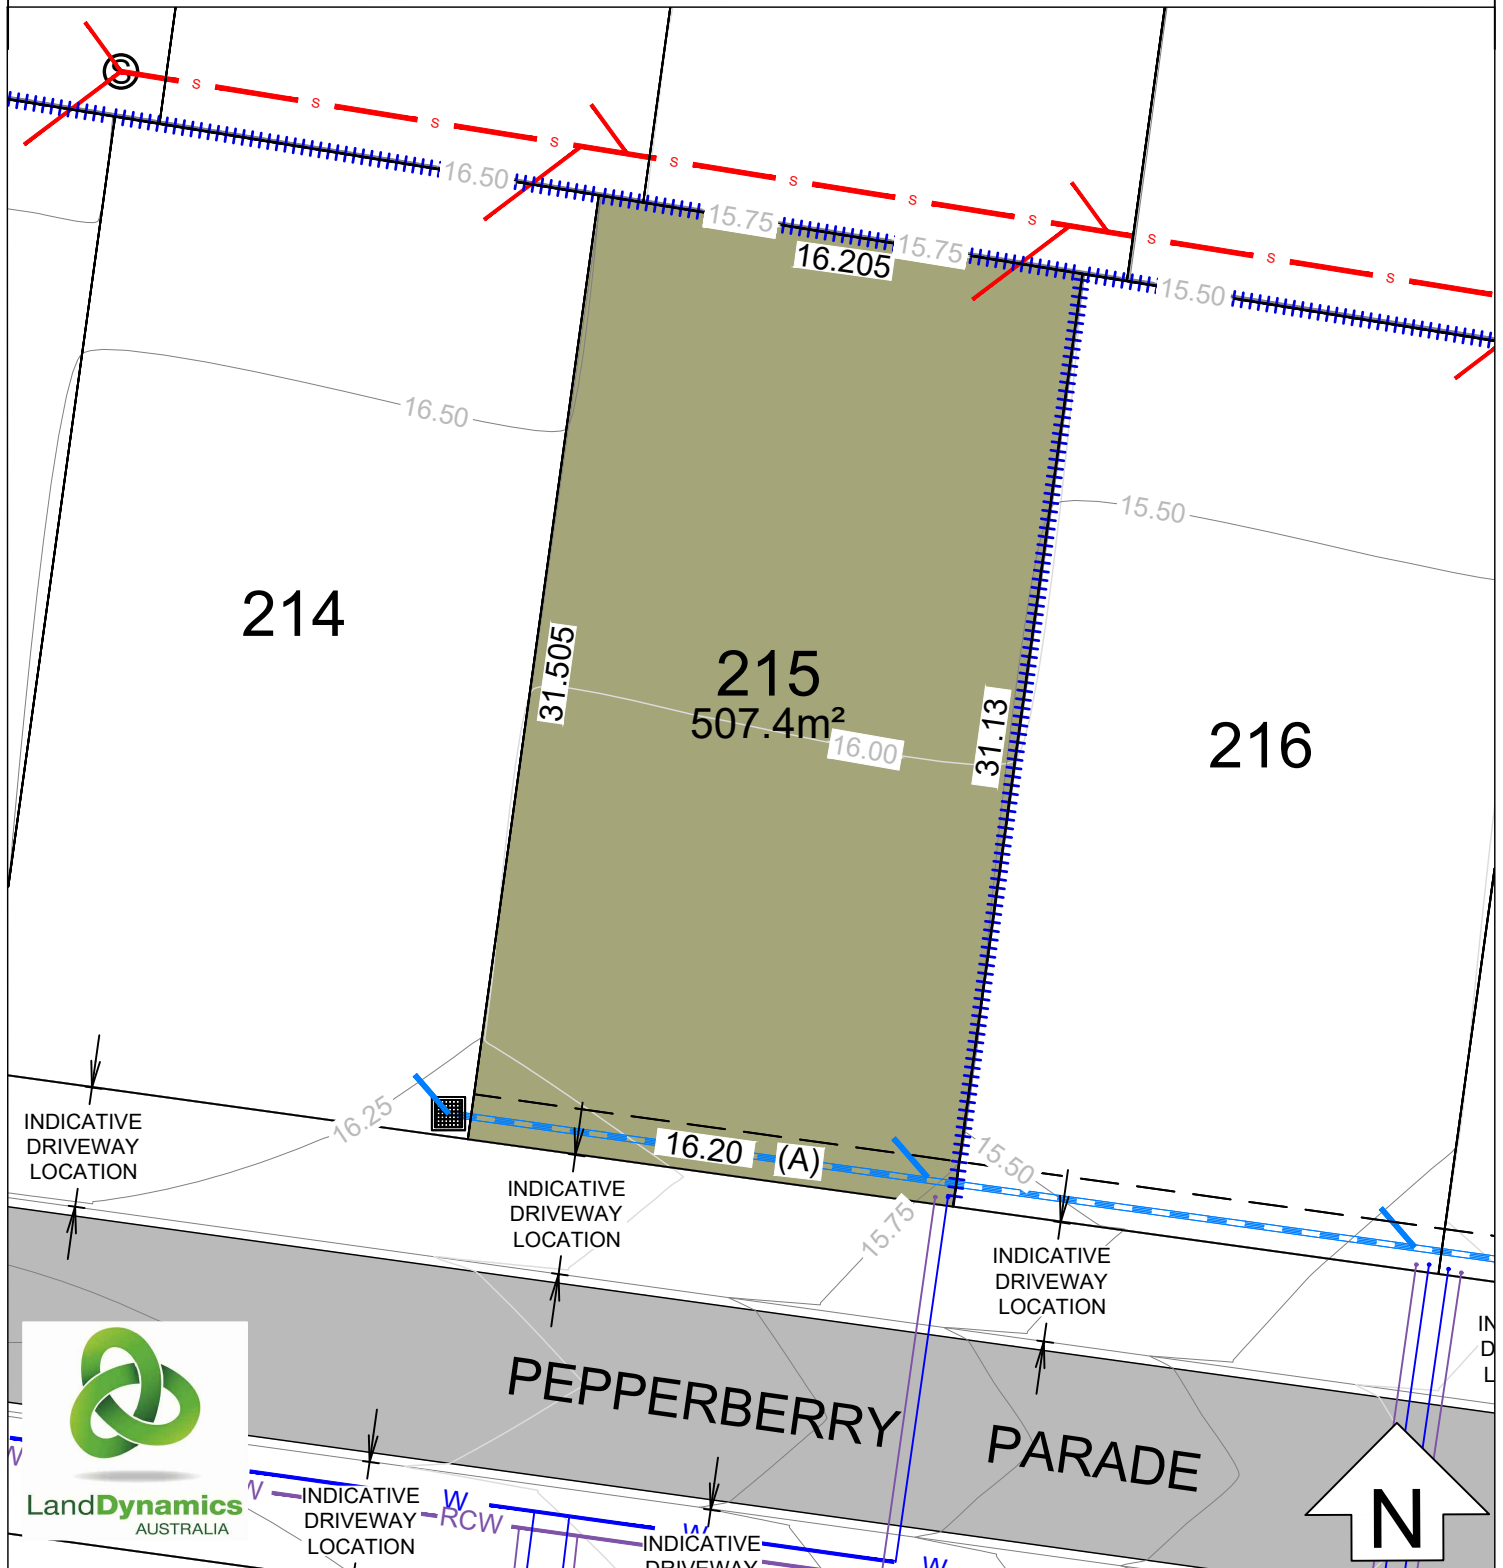 S
S
S
S
S
S
S
S
S
S
S
S
16.50
15.75
15.75
16.205
15.50
16.50
15.50
214
31.505
215
507.4m²
16.00
31.13
216
16.25
16.20
(A)
15.50
15.75
INDICATIVE
DRIVEWAY
LOCATION
INDICATIVE
DRIVEWAY
LOCATION
INDICATIVE
DRIVEWAY
LOCATION
IN
D
L
PEPPERBERRY PARADE
LandDynamics
AUSTRALIA
W
W
INDICATIVE
DRIVEWAY
LOCATION
W
RCW
W
INDICATIVE
DRIVEWAY
W
N